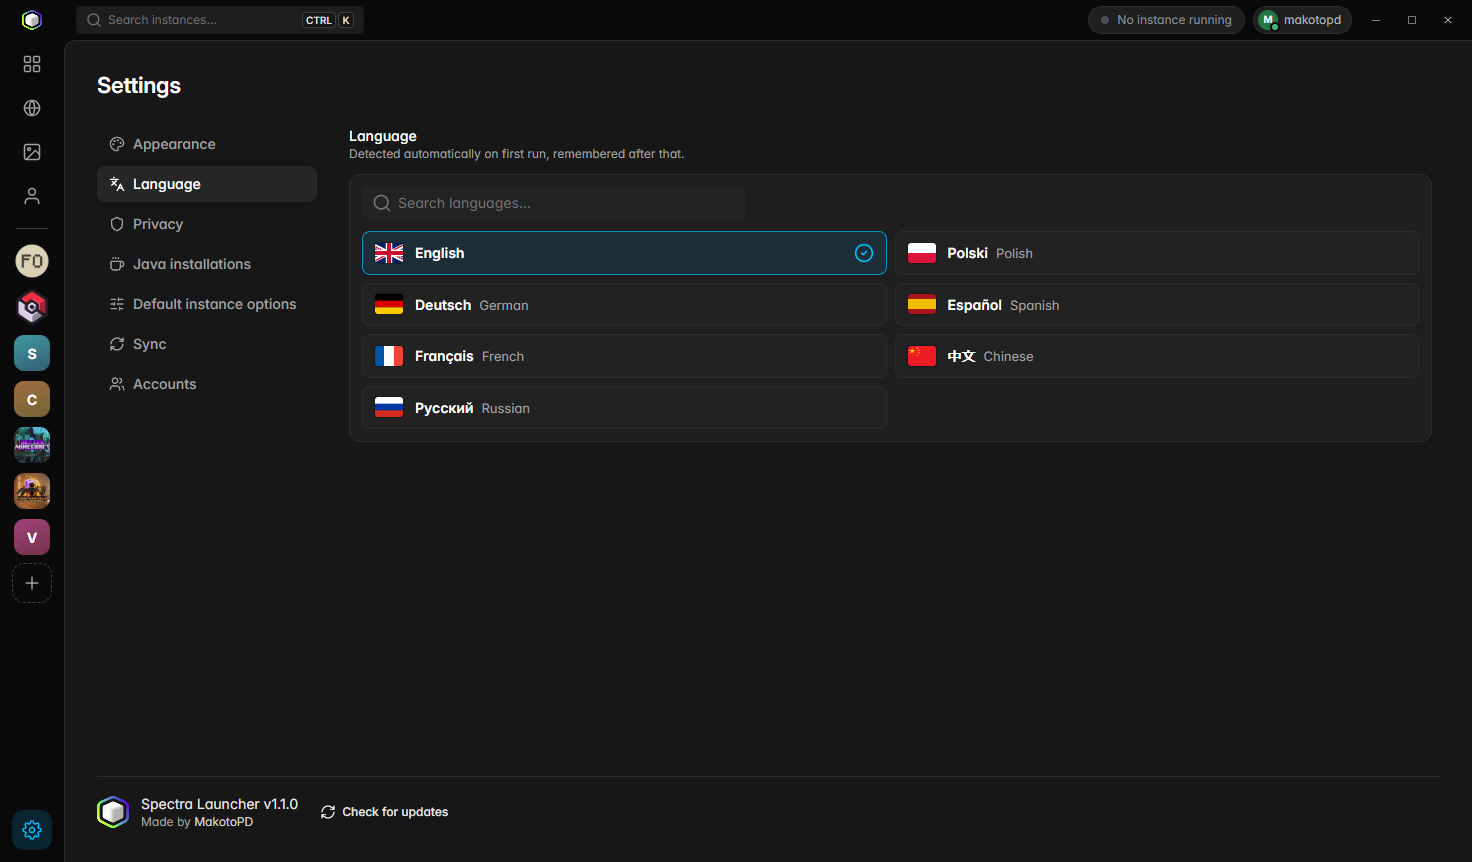 Search instances...
CTRL K
No instance running
M
makotopd
Settings
Appearance
Language
Privacy
Java installations
Default instance options
Sync
Accounts
Language
Detected automatically on first run, remembered after that.
Search languages...
English
Polski Polish
Deutsch German
Español Spanish
Français French
中文 Chinese
Русский Russian
FO
S
C
V
Spectra Launcher v1.1.0
Made by MakotoPD
Check for updates